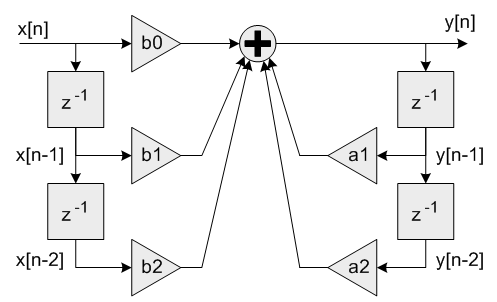 x[n]
y[n]
b0
z⁻¹
z⁻¹
x[n-1]
b1
a1
y[n-1]
z⁻¹
z⁻¹
x[n-2]
b2
a2
y[n-2]